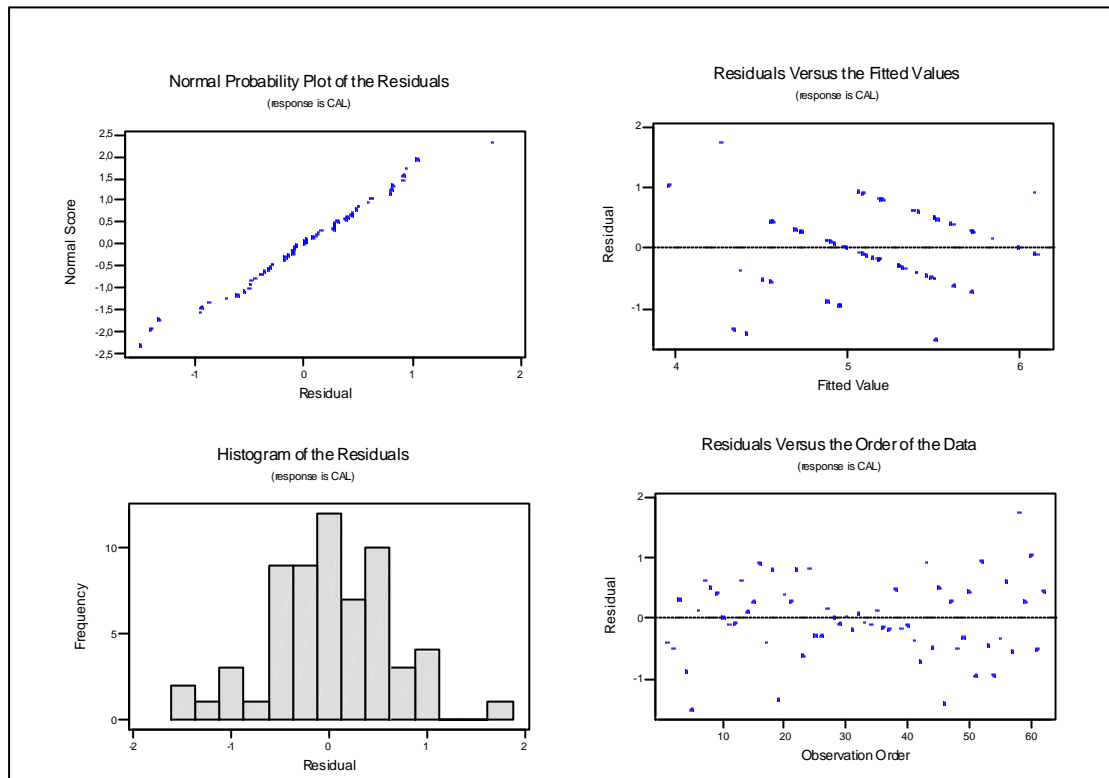 Normal Probability Plot of the Residuals
(response is CAL)
2,5
2,0
1,5
1,0
0,5
0,0
-0,5
-1,0
-1,5
-2,0
-2,5
Normal Score
-1
0
1
2
Residual
Residuals Versus the Fitted Values
(response is CAL)
2
1
0
-1
Residual
4
5
6
Fitted Value
Histogram of the Residuals
(response is CAL)
10
5
0
Frequency
-2
-1
0
1
2
Residual
Residuals Versus the Order of the Data
(response is CAL)
2
1
0
-1
Residual
10
20
30
40
50
60
Observation Order